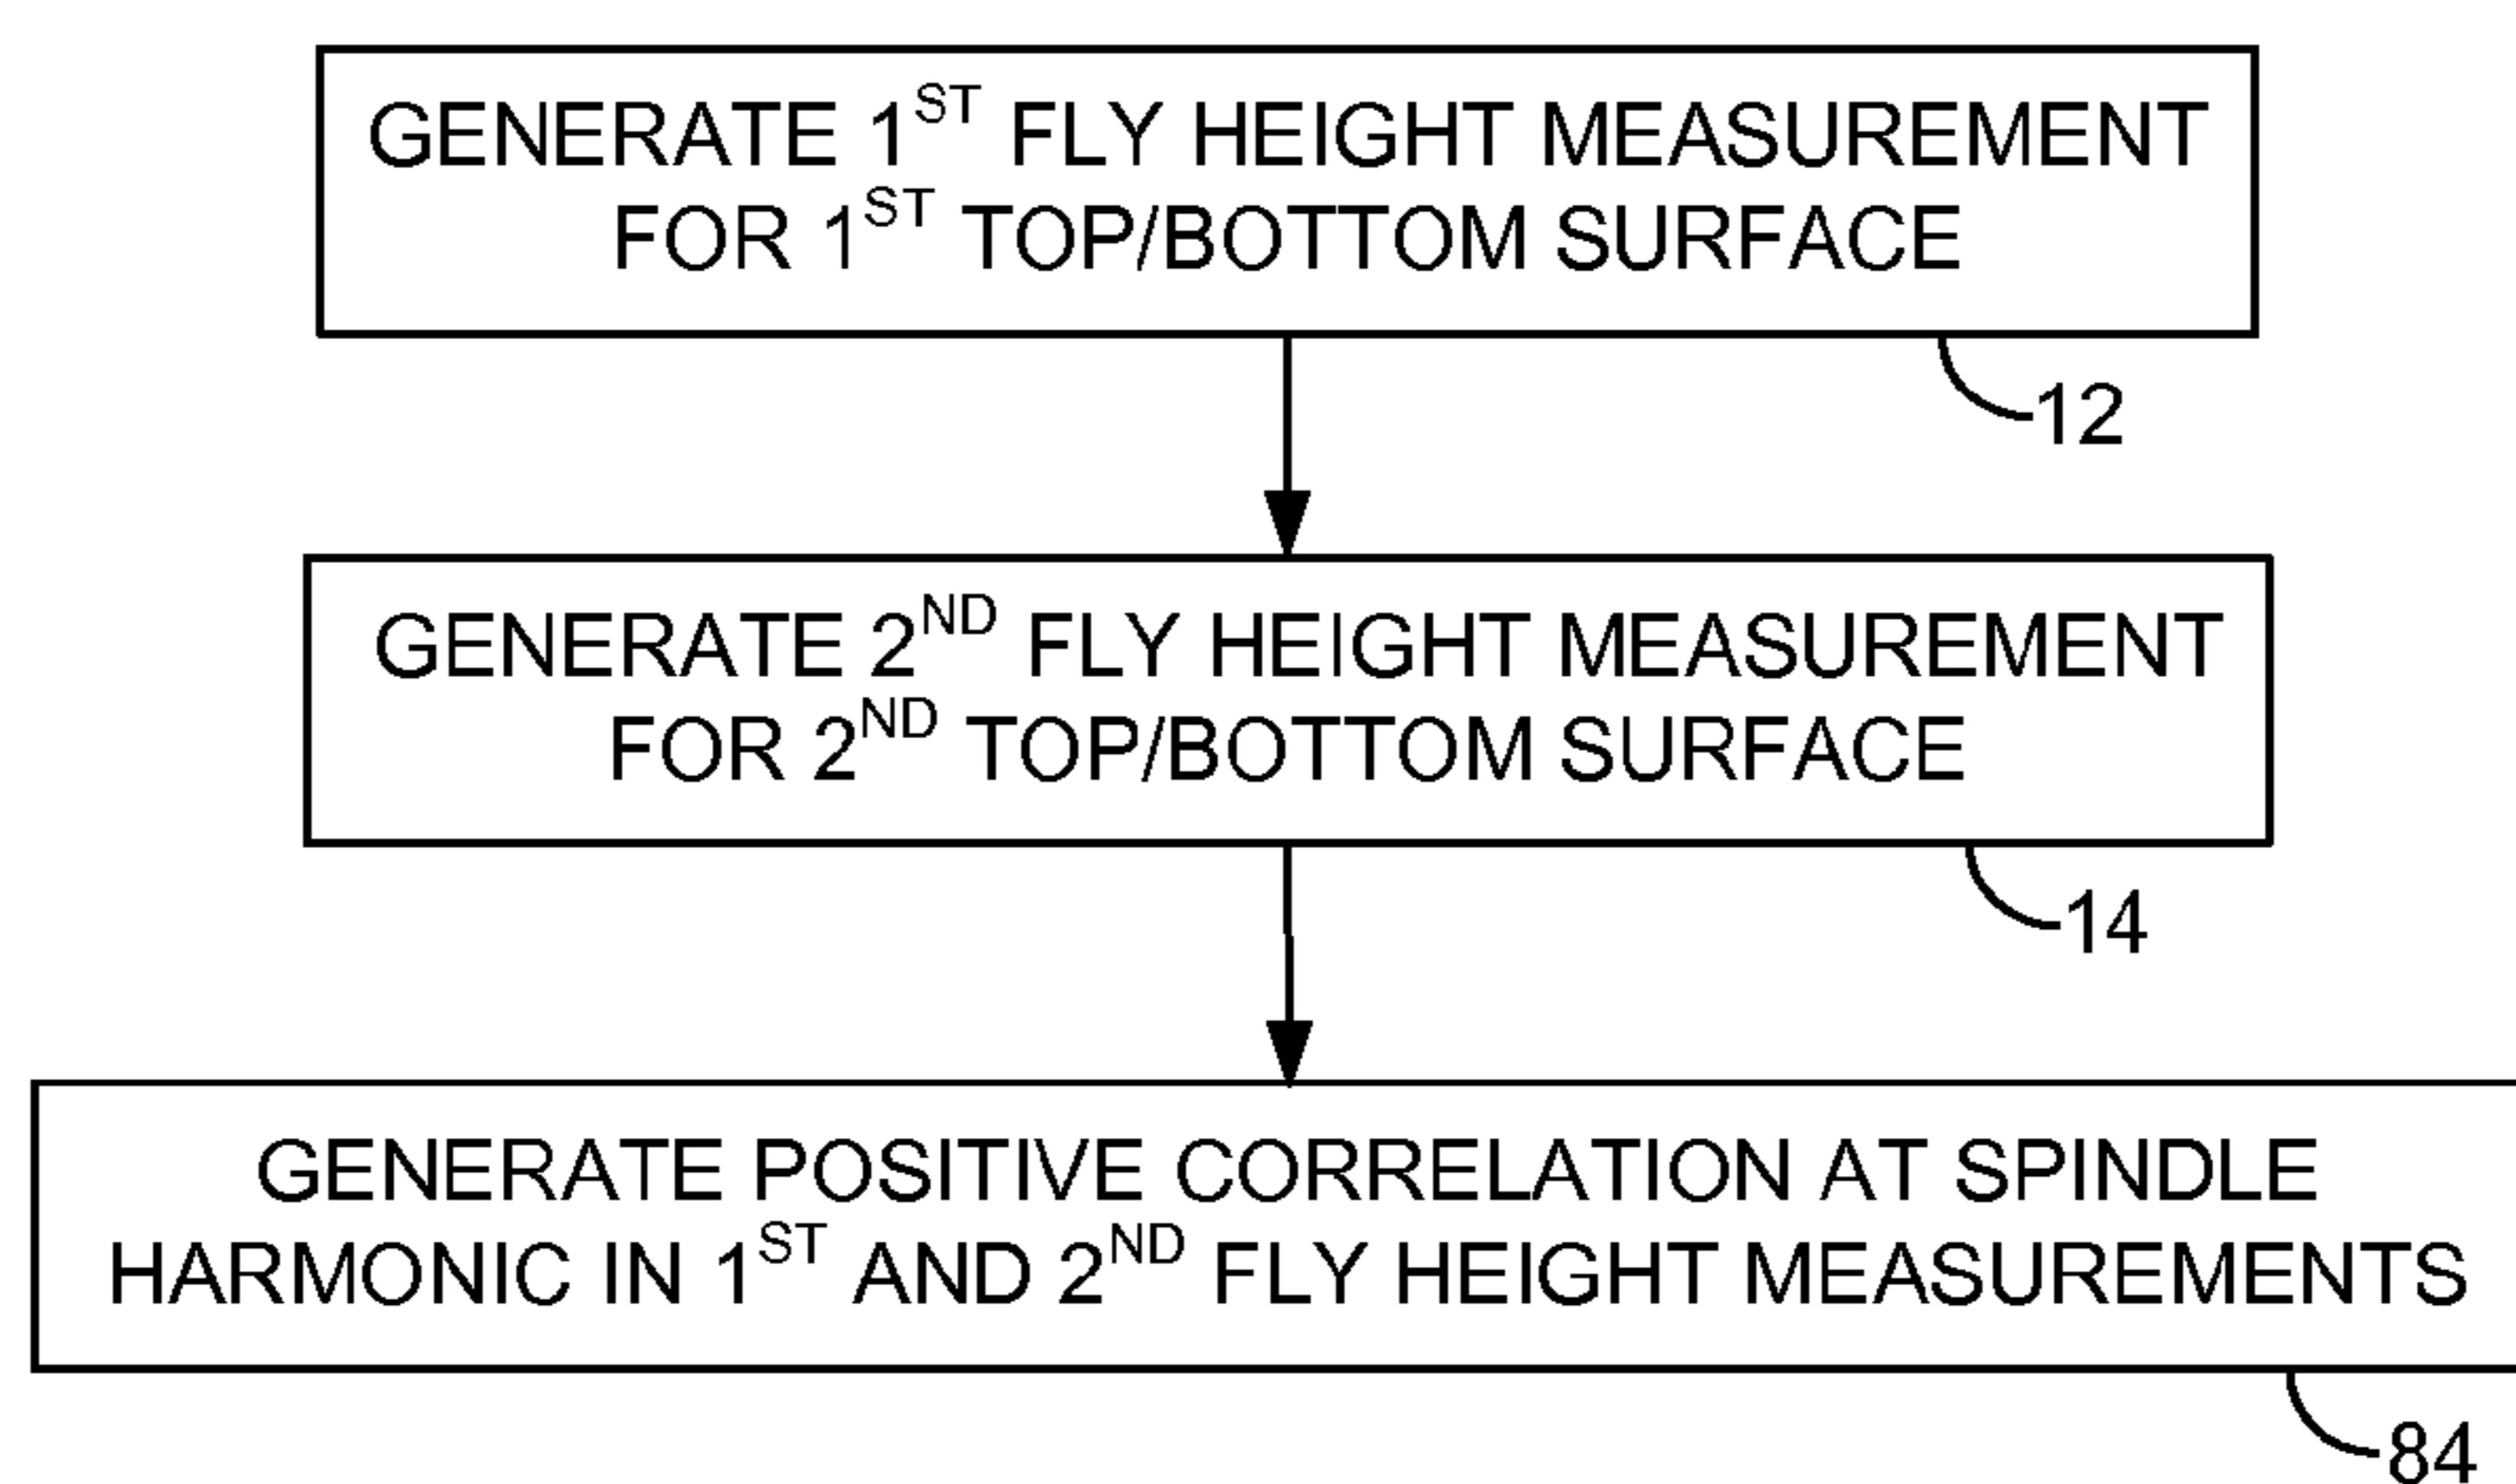 GENERATE 1ST FLY HEIGHT MEASUREMENT
FOR 1ST TOP/BOTTOM SURFACE
12
GENERATE 2ND FLY HEIGHT MEASUREMENT
FOR 2ND TOP/BOTTOM SURFACE
14
GENERATE POSITIVE CORRELATION AT SPINDLE
HARMONIC IN 1ST AND 2ND FLY HEIGHT MEASUREMENTS
84